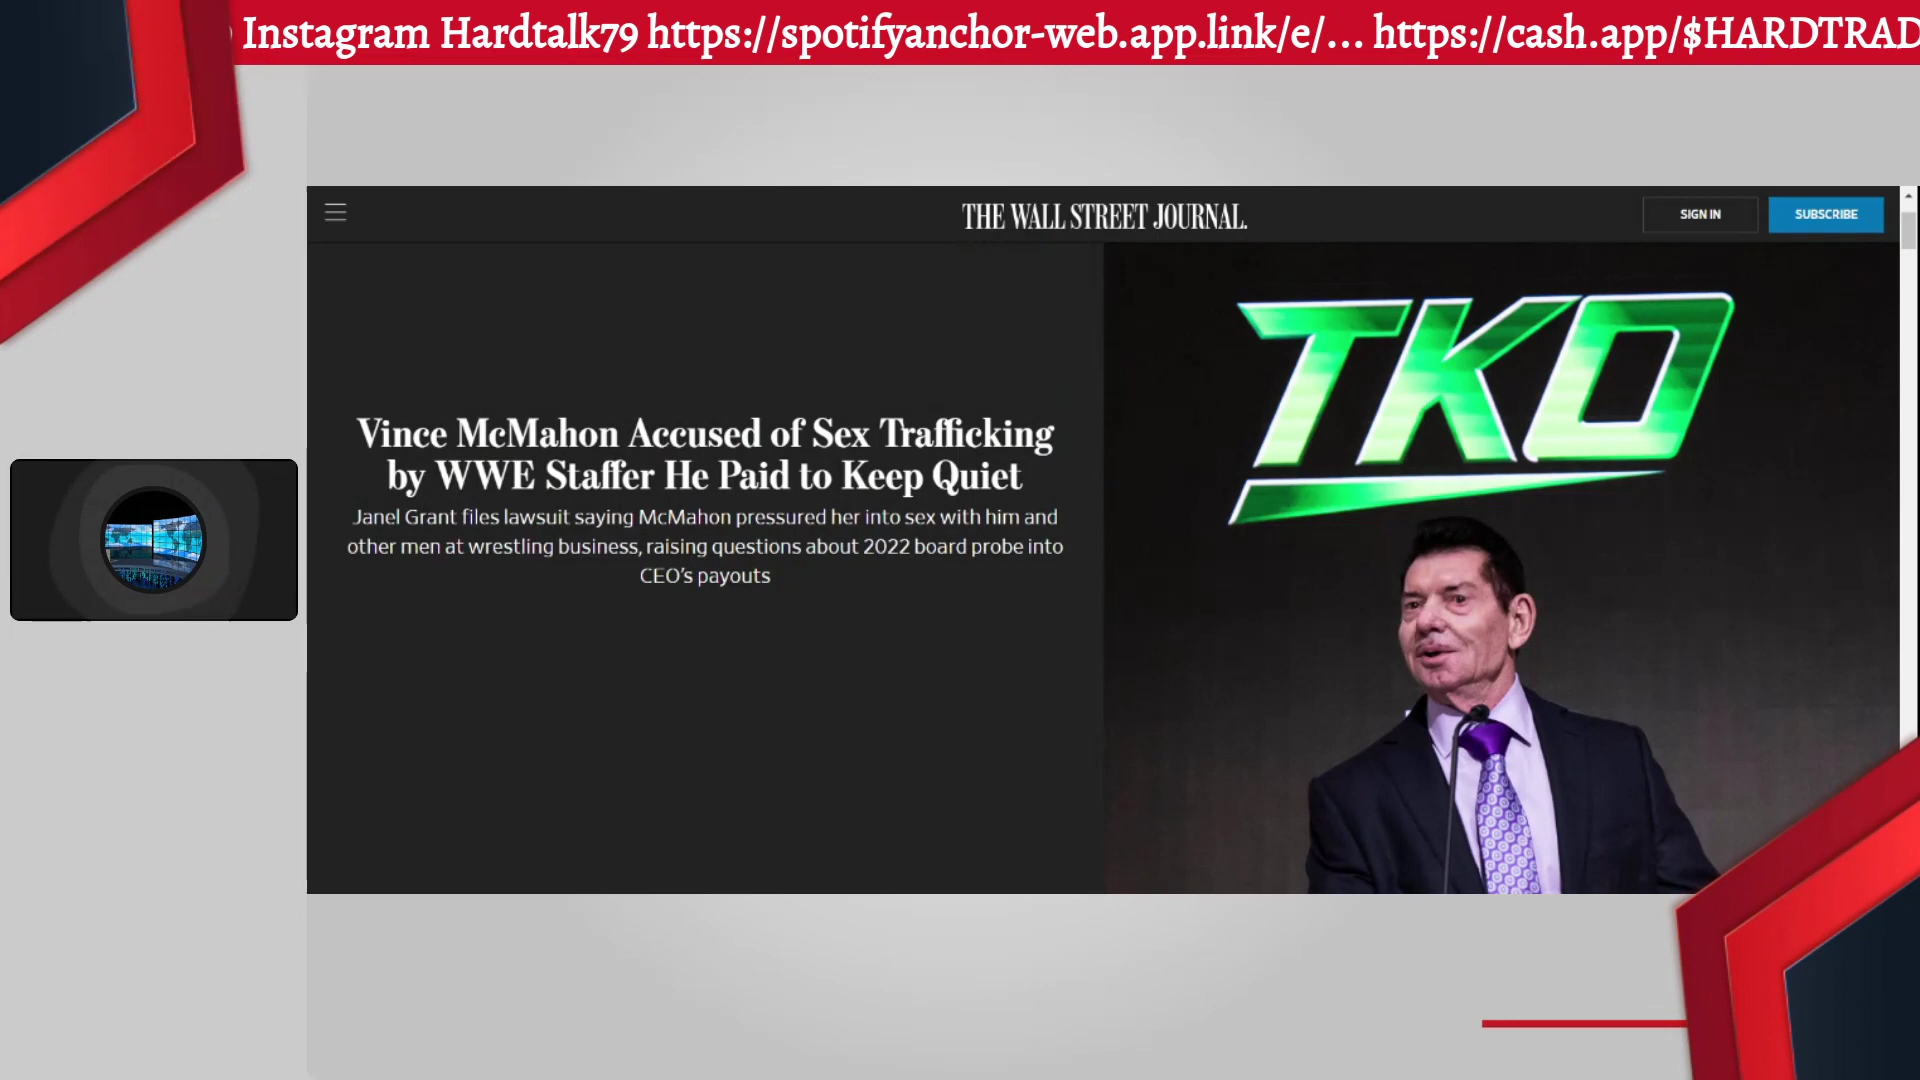 Instagram Hardtalk79 https://spotifyanchor-web.app.link/e/... https://cash.app/$HARDTRAD
THE WALL STREET JOURNAL.
SIGN IN
SUBSCRIBE
TKO
Vince McMahon Accused of Sex Trafficking
by WWE Staffer He Paid to Keep Quiet
Janel Grant files lawsuit saying McMahon pressured her into sex with him and
other men at wrestling business, raising questions about 2022 board probe into
CEO's payouts